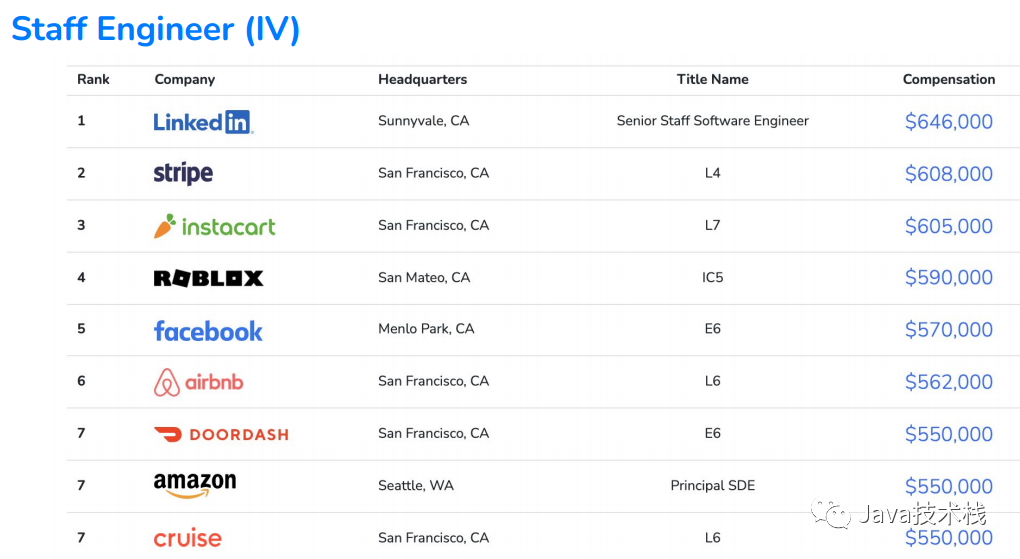 Staff Engineer (IV)
Rank Company Headquarters Title Name Compensation
1 LinkedIn Sunnyvale, CA Senior Staff Software Engineer $646,000
2 stripe San Francisco, CA L4 $608,000
3 instacart San Francisco, CA L7 $605,000
4 ROBLOX San Mateo, CA IC5 $590,000
5 facebook Menlo Park, CA E6 $570,000
6 airbnb San Francisco, CA L6 $562,000
7 DOORDASH San Francisco, CA E6 $550,000
7 amazon Seattle, WA Principal SDE $550,000
7 cruise San Francisco, CA L6 $550,000
Java技术栈